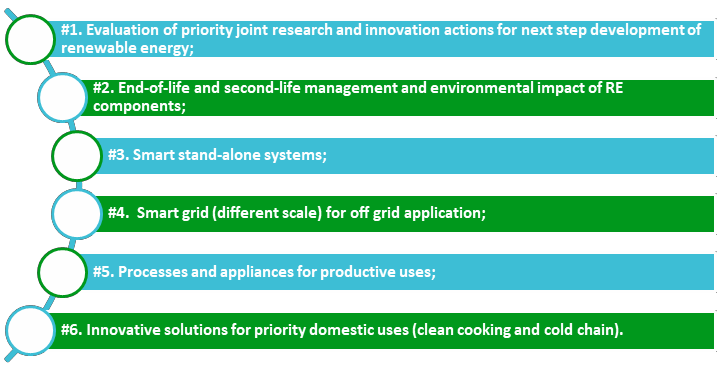 #1. Evaluation of priority joint research and innovation actions for next step development of
renewable energy;
#2. End-of-life and second-life management and environmental impact of RE
components;
#3. Smart stand-alone systems;
#4.  Smart grid (different scale) for off grid application;
#5. Processes and appliances for productive uses;
#6. Innovative solutions for priority domestic uses (clean cooking and cold chain).